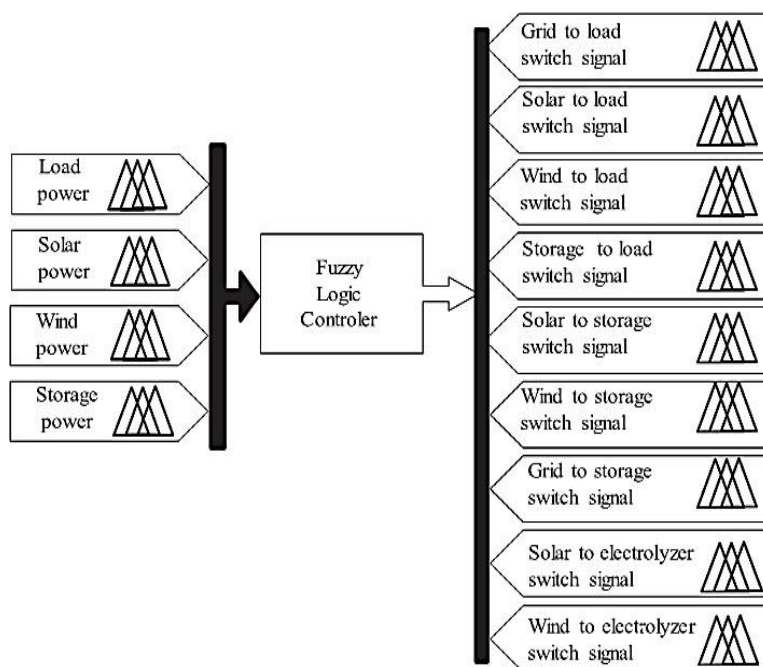 Load
power
Solar
power
Wind
power
Storage
power
Fuzzy
Logic
Controler
Grid to load
switch signal
Solar to load
switch signal
Wind to load
switch signal
Storage to load
switch signal
Solar to storage
switch signal
Wind to storage
switch signal
Grid to storage
switch signal
Solar to electrolyzer
switch signal
Wind to electrolyzer
switch signal